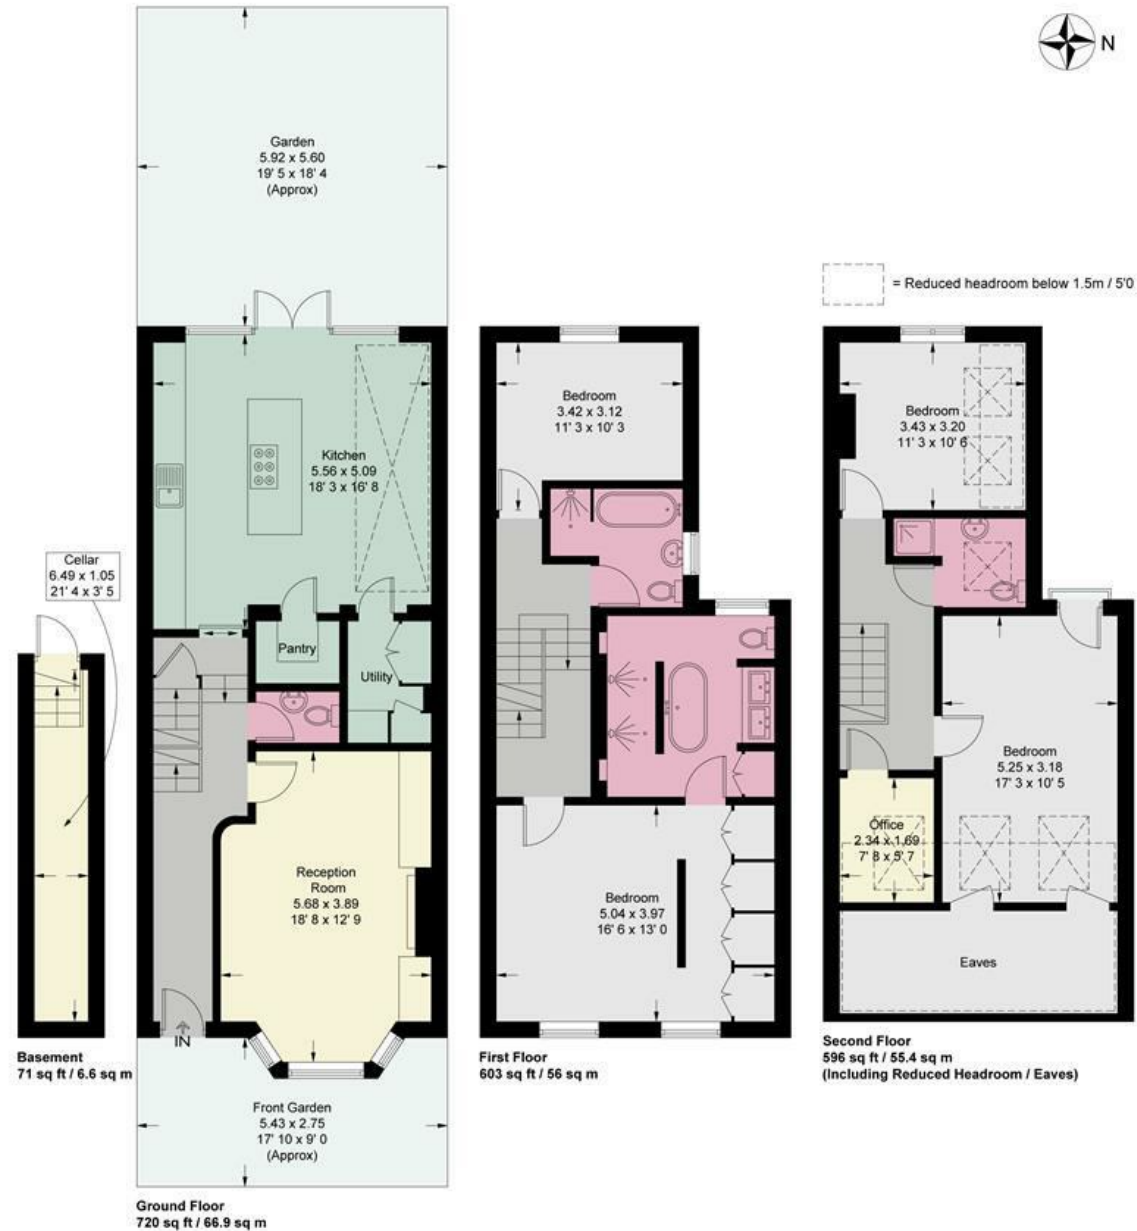 N
Garden
5.92 x 5.60
19' 5 x 18' 4
(Approx)
= Reduced headroom below 1.5m / 5'0
Kitchen
5.56 x 5.09
18' 3 x 16' 8
Pantry
Utility
Cellar
6.49 x 1.05
21' 4 x 3' 5
Reception
Room
5.68 x 3.89
18' 8 x 12' 9
IN
Front Garden
5.43 x 2.75
17' 10 x 9' 0
(Approx)
Basement
71 sq ft / 6.6 sq m
Ground Floor
720 sq ft / 66.9 sq m
Bedroom
3.42 x 3.12
11' 3 x 10' 3
Bedroom
5.04 x 3.97
16' 6 x 13' 0
First Floor
603 sq ft / 56 sq m
Bedroom
3.43 x 3.20
11' 3 x 10' 6
Bedroom
5.25 x 3.18
17' 3 x 10' 5
Office
2.34 x 1.69
7' 8 x 5' 7
Eaves
Second Floor
596 sq ft / 55.4 sq m
(Including Reduced Headroom / Eaves)